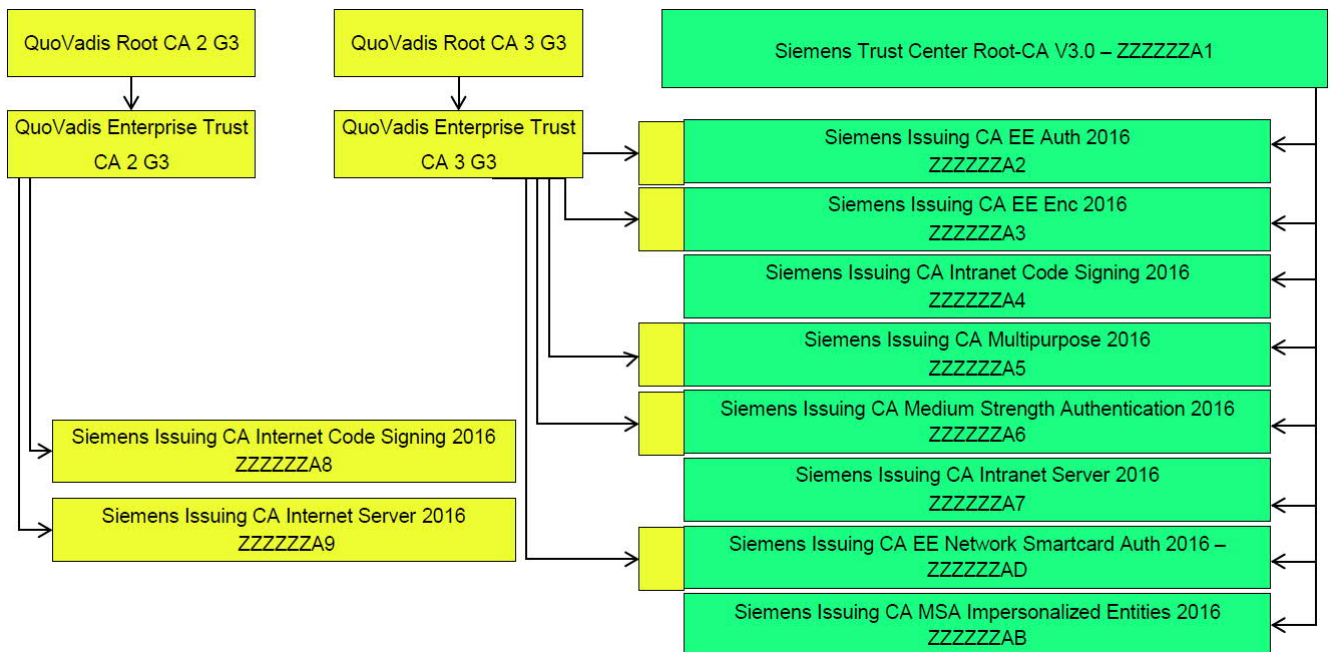 QuoVadis Root CA 2 G3
QuoVadis Root CA 3 G3
Siemens Trust Center Root-CA V3.0 – ZZZZZZA1
QuoVadis Enterprise Trust
CA 2 G3
QuoVadis Enterprise Trust
CA 3 G3
Siemens Issuing CA EE Auth 2016
ZZZZZZA2
Siemens Issuing CA EE Enc 2016
ZZZZZZA3
Siemens Issuing CA Intranet Code Signing 2016
ZZZZZZA4
Siemens Issuing CA Multipurpose 2016
ZZZZZZA5
Siemens Issuing CA Medium Strength Authentication 2016
ZZZZZZA6
Siemens Issuing CA Internet Code Signing 2016
ZZZZZZA8
Siemens Issuing CA Intranet Server 2016
ZZZZZZA7
Siemens Issuing CA Internet Server 2016
ZZZZZZA9
Siemens Issuing CA EE Network Smartcard Auth 2016 –
ZZZZZZAD
Siemens Issuing CA MSA Impersonalized Entities 2016
ZZZZZZAB